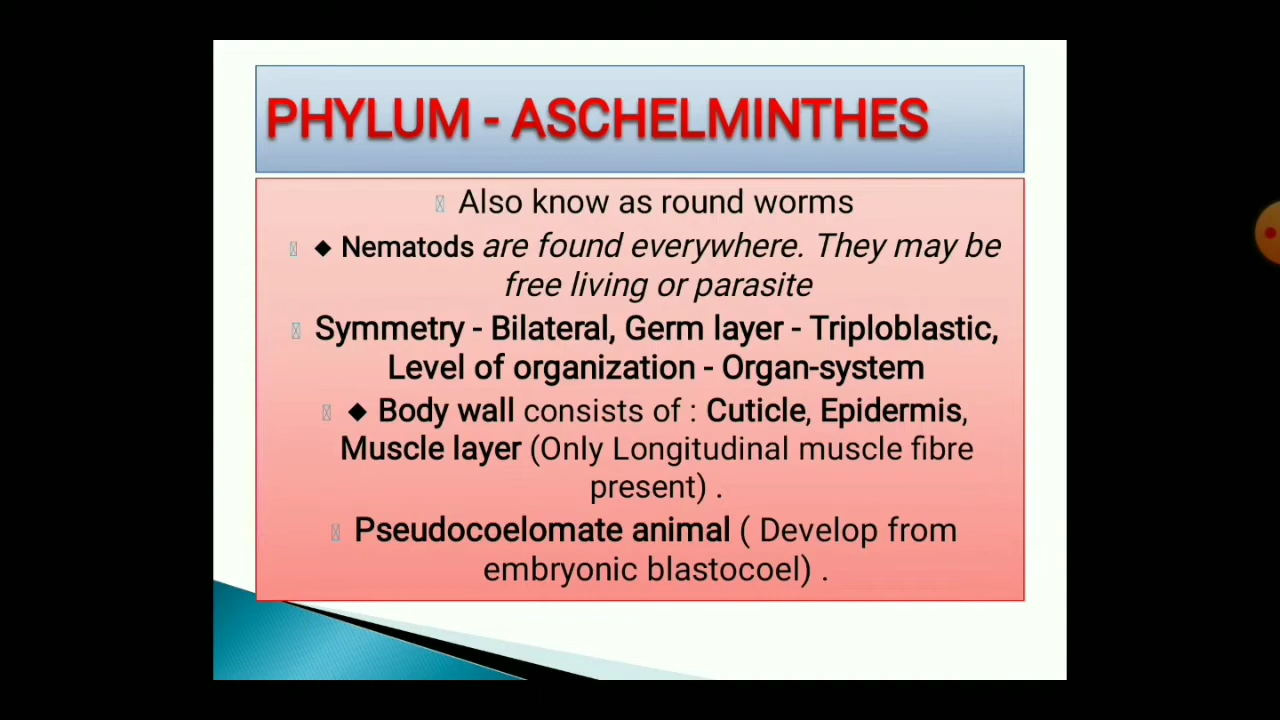 PHYLUM - ASCHELMINTHES
Also know as round worms
◆ Nematods are found everywhere. They may be
free living or parasite
Symmetry - Bilateral, Germ layer - Triploblastic,
Level of organization - Organ-system
◆ Body wall consists of : Cuticle, Epidermis,
Muscle layer (Only Longitudinal muscle fibre
present) .
Pseudocoelomate animal ( Develop from
embryonic blastocoel) .